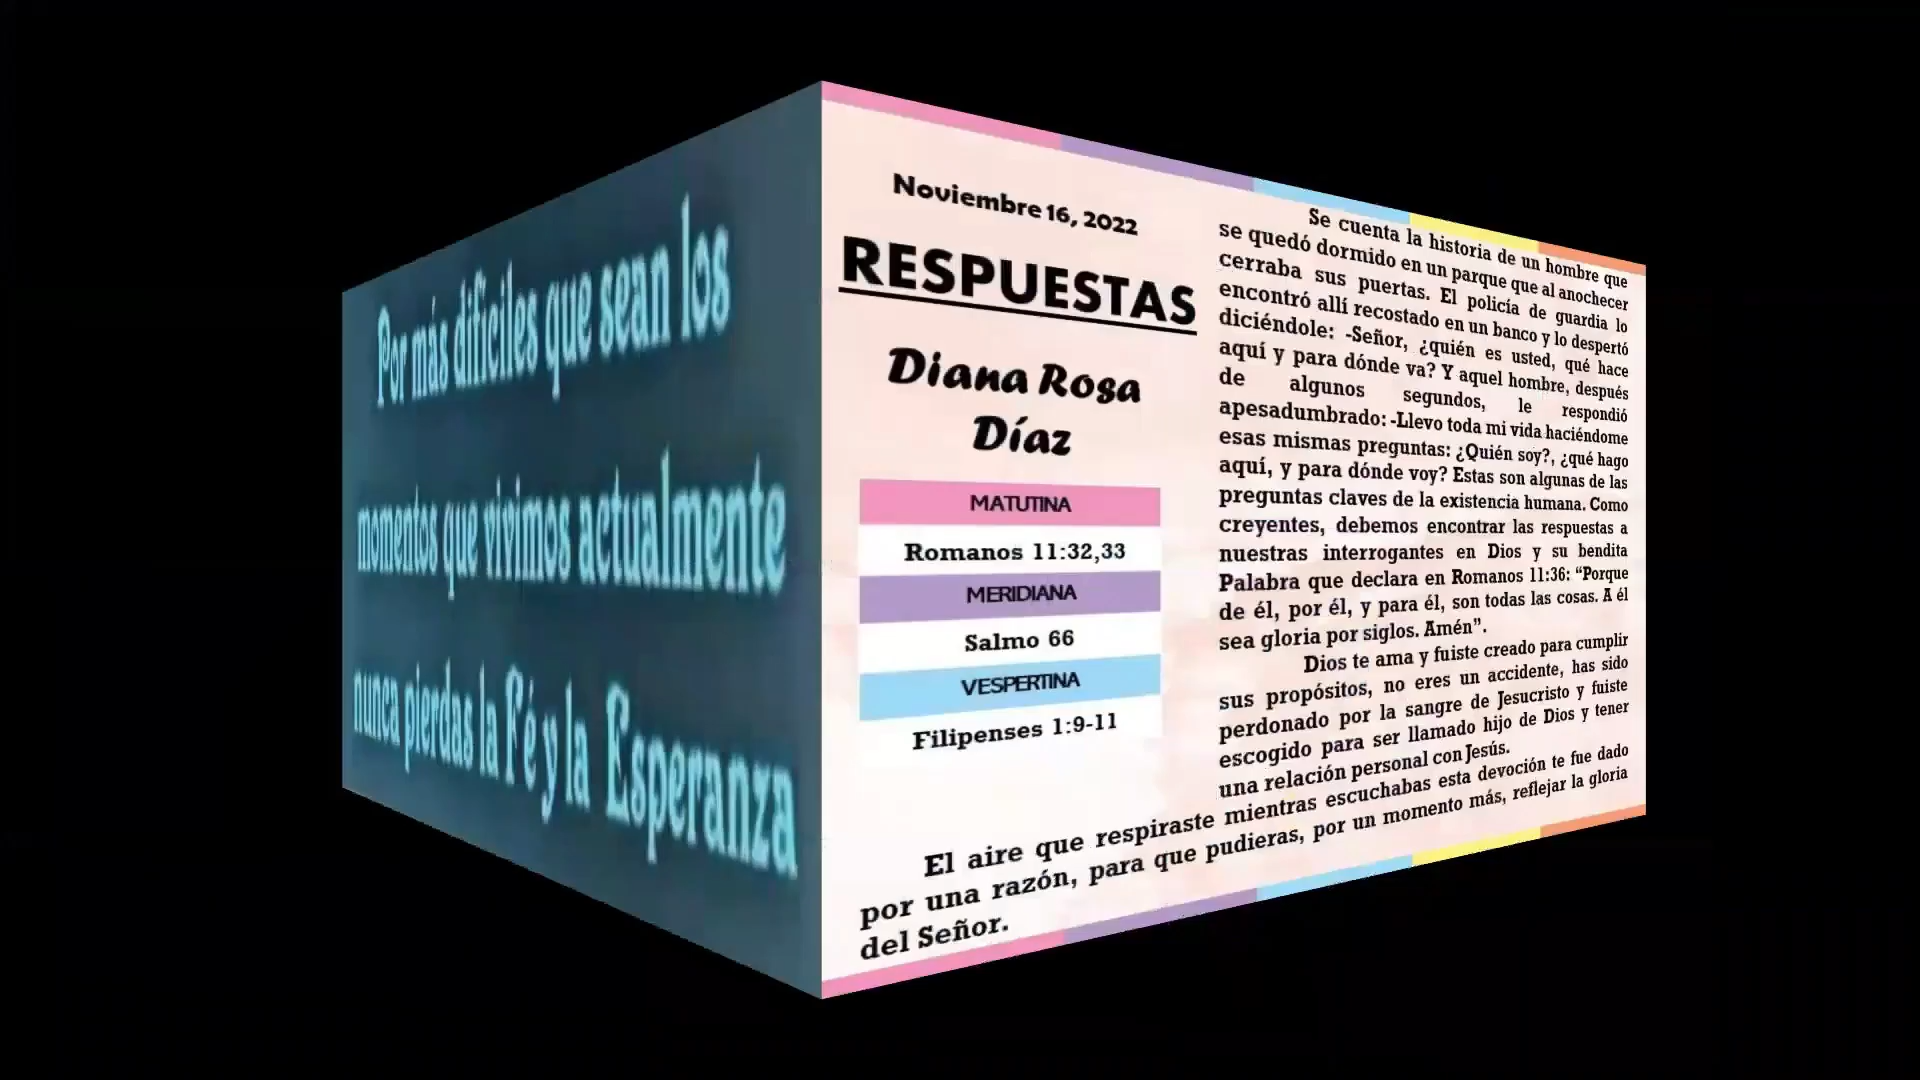 Por más difíciles que sean los
momentos que vivimos actualmente
nunca pierdas la Fé y la Esperanza
Noviembre 16, 2022
RESPUESTAS
Diana Rosa
Díaz
MATUTINA
Romanos 11:32,33
MERIDIANA
Salmo 66
VESPERTINA
Filipenses 1:9-11
Se cuenta la historia de un hombre que
se quedó dormido en un parque que al anochecer
cerraba sus puertas. El policía de guardia lo
encontró allí recostado en un banco y lo despertó
diciéndole: -Señor, ¿quién es usted, qué hace
aquí y para dónde va? Y aquel hombre, después
de algunos segundos, le respondió
apesadumbrado: -Llevo toda mi vida haciéndome
esas mismas preguntas: ¿Quién soy?, ¿qué hago
aquí, y para dónde voy? Estas son algunas de las
preguntas claves de la existencia humana. Como
creyentes, debemos encontrar las respuestas a
nuestras interrogantes en Dios y su bendita
Palabra que declara en Romanos 11:36: “Porque
de él, por él, y para él, son todas las cosas. A él
sea gloria por siglos. Amén”.
Dios te ama y fuiste creado para cumplir
sus propósitos, no eres un accidente, has sido
perdonado por la sangre de Jesucristo y fuiste
escogido para ser llamado hijo de Dios y tener
una relación personal con Jesús.
El aire que respiraste mientras escuchabas esta devoción te fue dado
por una razón, para que pudieras, por un momento más, reflejar la gloria
del Señor.